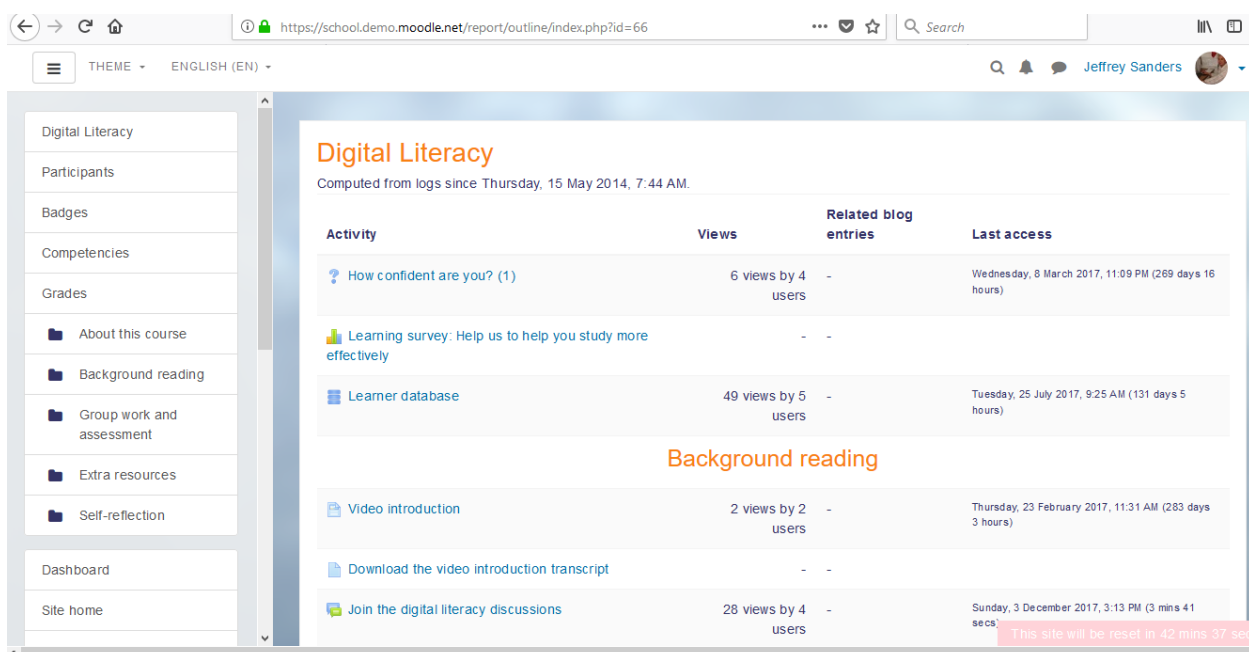 https://school.demo.moodle.net/report/outline/index.php?id=66
Search
THEME
ENGLISH (EN)
Jeffrey Sanders
Digital Literacy
Participants
Badges
Competencies
Grades
About this course
Background reading
Group work and
assessment
Extra resources
Self-reflection
Dashboard
Site home
Digital Literacy
Computed from logs since Thursday, 15 May 2014, 7:44 AM.
Activity Views Related blog
entries Last access
How confident are you? (1) 6 views by 4
users - Wednesday, 8 March 2017, 11:09 PM (269 days 16
hours)
Learning survey: Help us to help you study more
effectively - -
Learner database 49 views by 5
users - Tuesday, 25 July 2017, 9:25 AM (131 days 5
hours)
Background reading
Video introduction 2 views by 2
users - Thursday, 23 February 2017, 11:31 AM (283 days
3 hours)
Download the video introduction transcript - -
Join the digital literacy discussions 28 views by 4
users - Sunday, 3 December 2017, 3:13 PM (3 mins 41
secs)
This site will be reset in 42 mins 37 sec